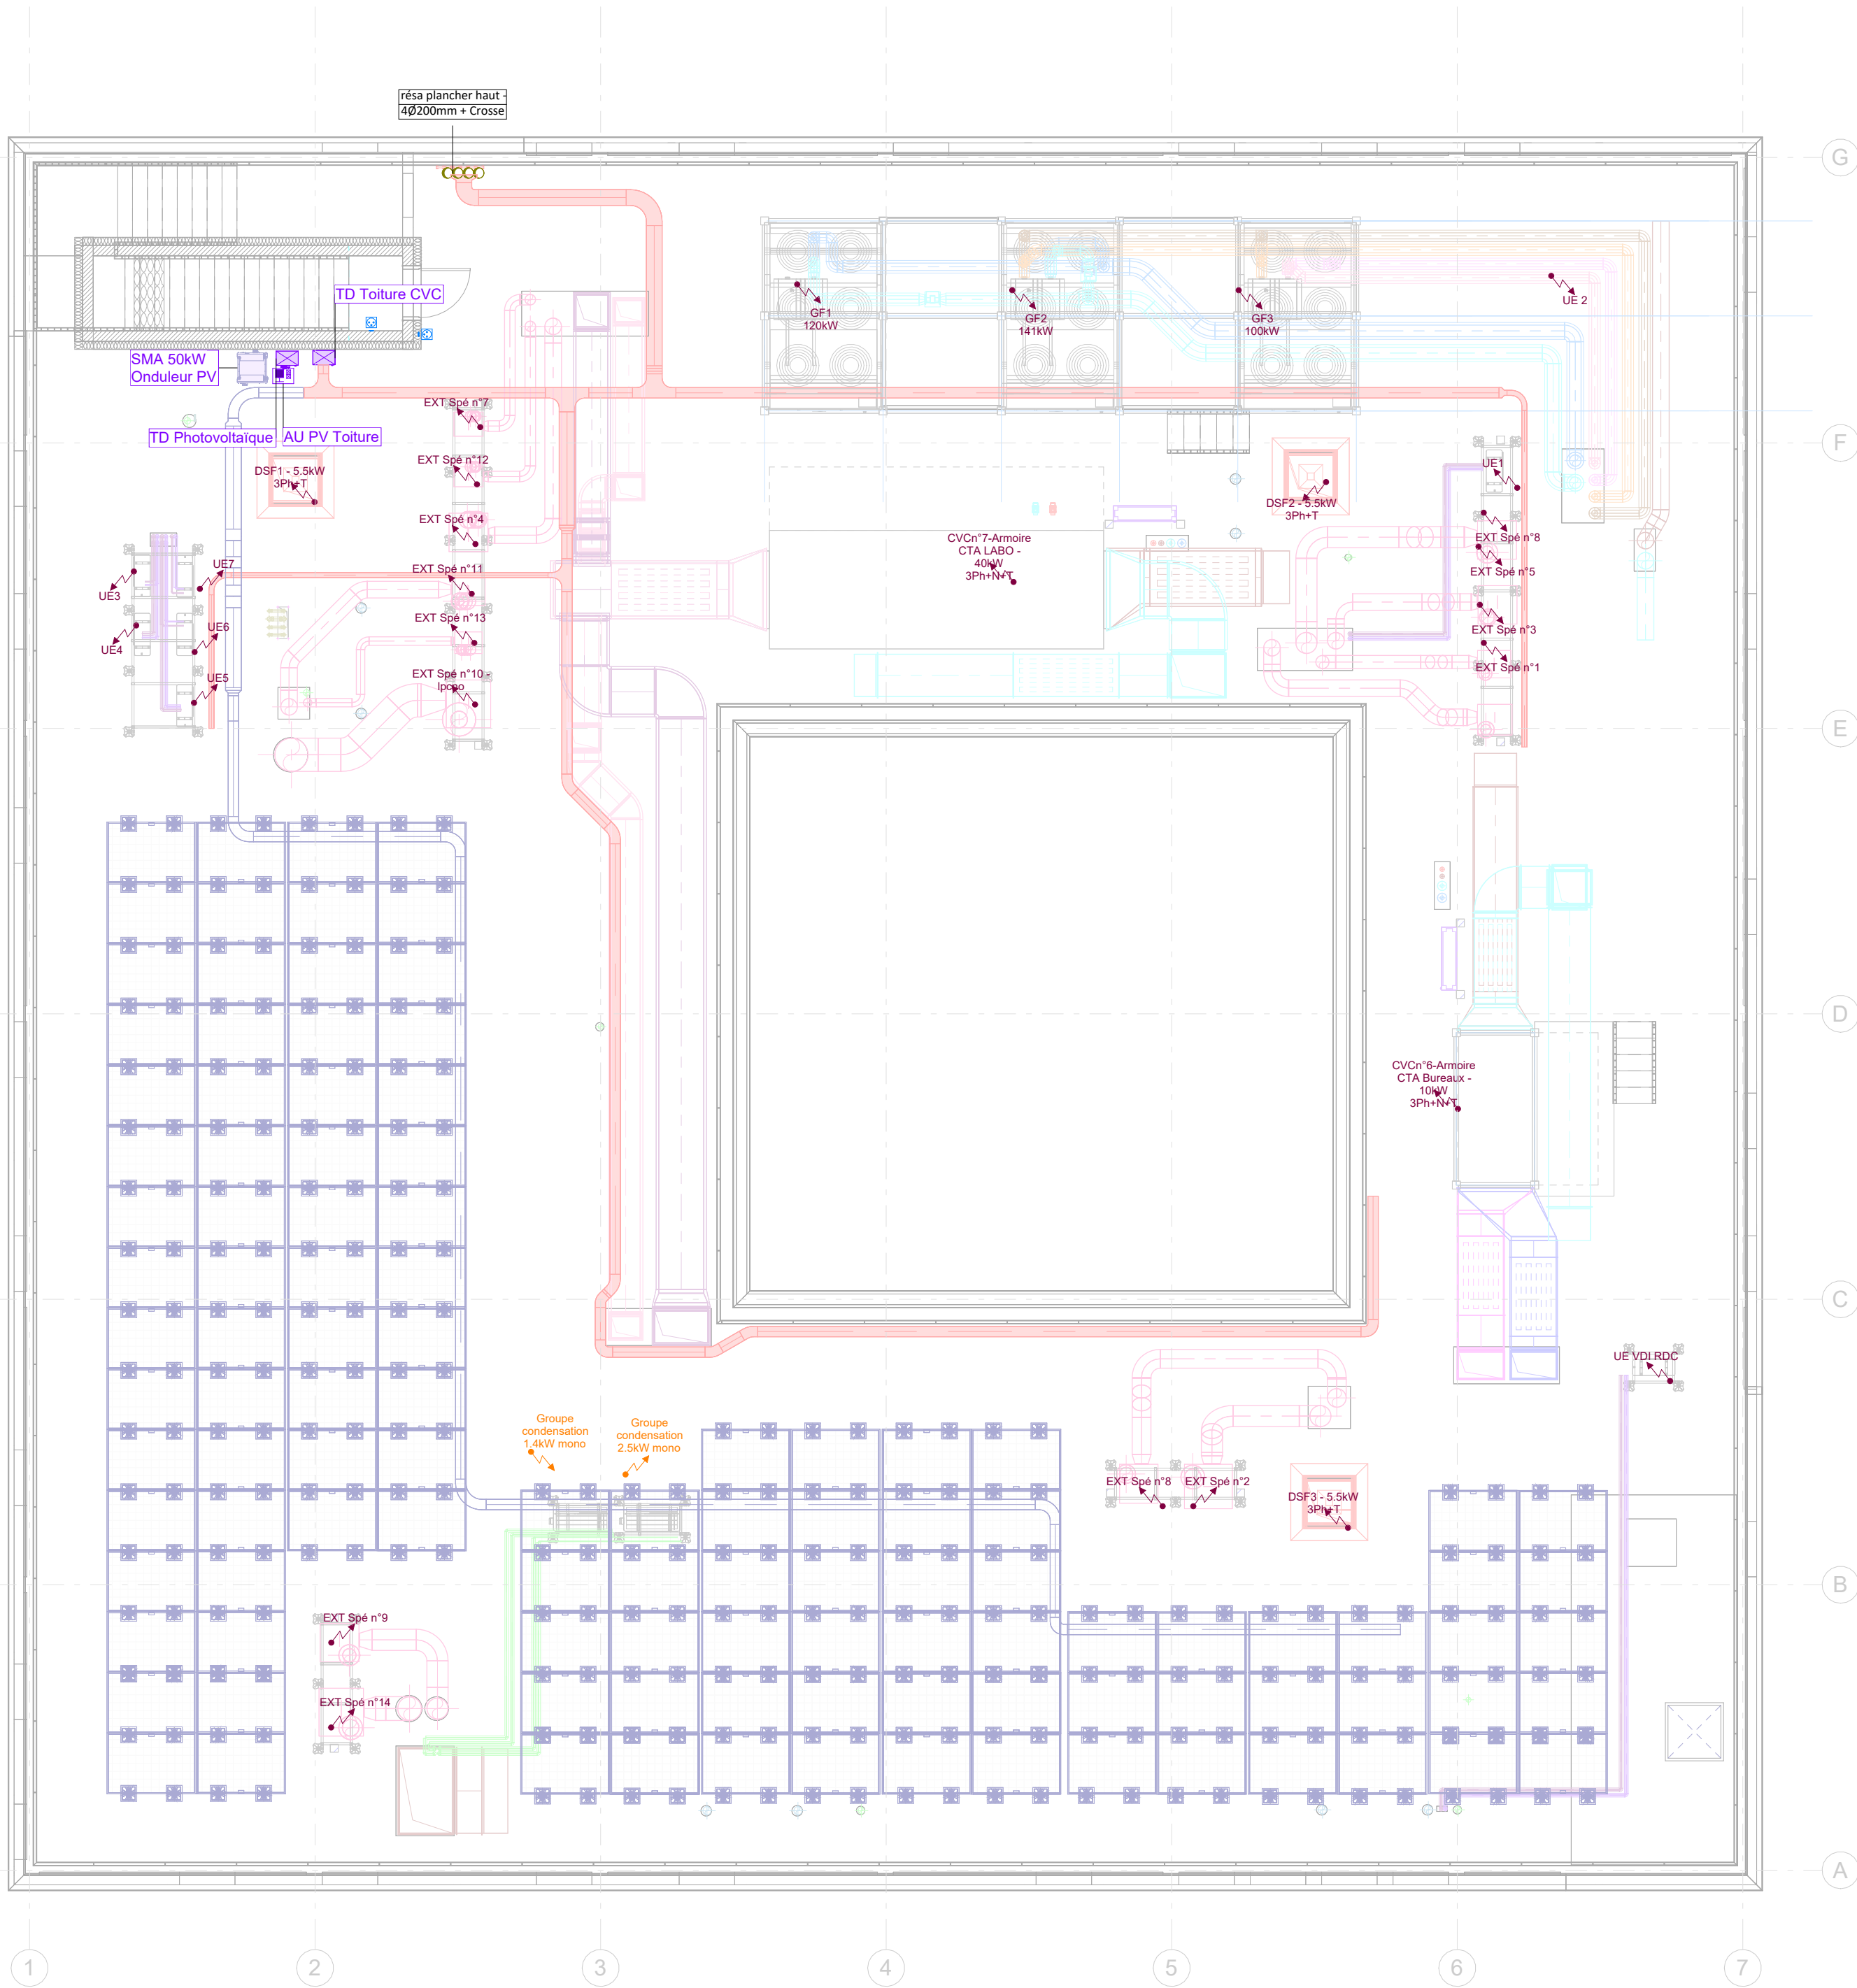 résa plancher haut -
4Ø200mm + Crosse
G
TD Toiture CVC
GF1
120kW
GF2
141kW
GF3
100kW
UE 2
SMA 50kW
Onduleur PV
TD Photovoltaïque
AU PV Toiture
EXT Spé n°7
F
EXT Spé n°12
DSF1 - 5.5kW
3Ph+T
UE1
DSF2 - 5.5kW
3Ph+T
EXT Spé n°4
EXT Spé n°8
CVCn°7-Armoire
CTA LABO -
40kW
3Ph+N+T
EXT Spé n°5
EXT Spé n°11
UE7
UE3
EXT Spé n°13
UE6
EXT Spé n°3
UE4
EXT Spé n°1
EXT Spé n°10 -
Ipcno
UE5
E
D
CVCn°6-Armoire
CTA Bureaux -
10kW
3Ph+N+T
C
UE VDI RDC
Groupe
condensation
1.4kW mono
Groupe
condensation
2.5kW mono
EXT Spé n°8
EXT Spé n°2
DSF3 - 5.5kW
3Ph+T
B
EXT Spé n°9
EXT Spé n°14
A
1
2
3
4
5
6
7